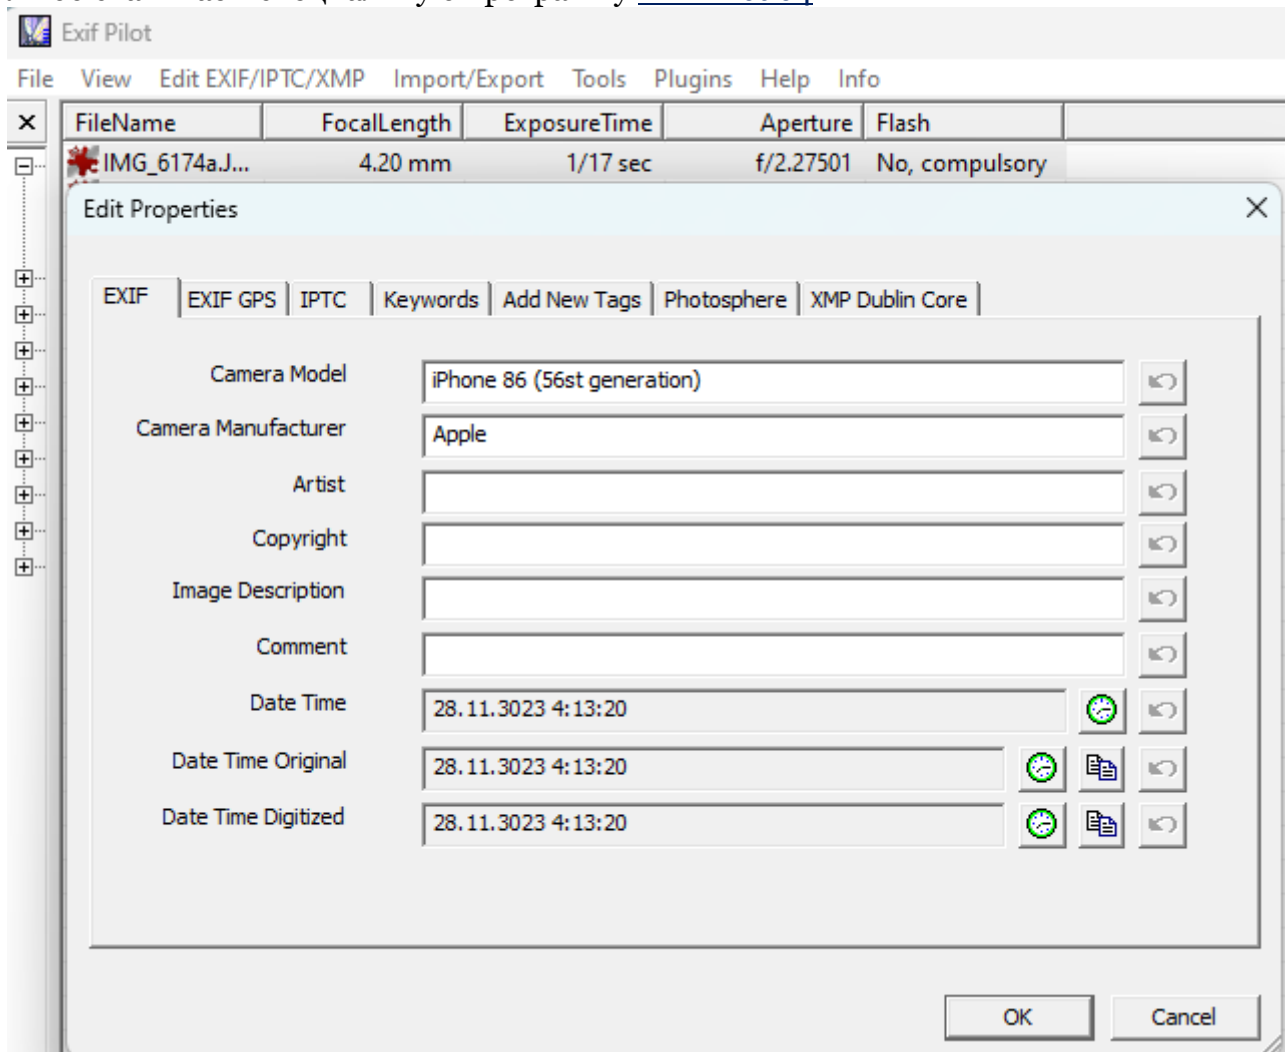 программу
Exif Pilot
File View Edit EXIF/IPTC/XMP Import/Export Tools Plugins Help Info
FileName FocalLength ExposureTime Aperture Flash
IMG_6174a.J... 4.20 mm 1/17 sec f/2.27501 No, compulsory
Edit Properties
EXIF EXIF GPS IPTC Keywords Add New Tags Photosphere XMP Dublin Core
Camera Model iPhone 86 (56st generation)
Camera Manufacturer Apple
Artist
Copyright
Image Description
Comment
Date Time 28.11.3023 4:13:20
Date Time Original 28.11.3023 4:13:20
Date Time Digitized 28.11.3023 4:13:20
OK Cancel